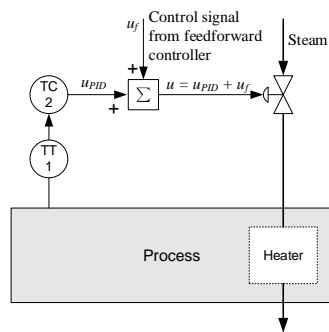 u_f
Control signal
from feedforward
controller
Steam
+
TC
2
u_PID
+
Σ
u = u_PID + u_f
TT
1
Process
Heater